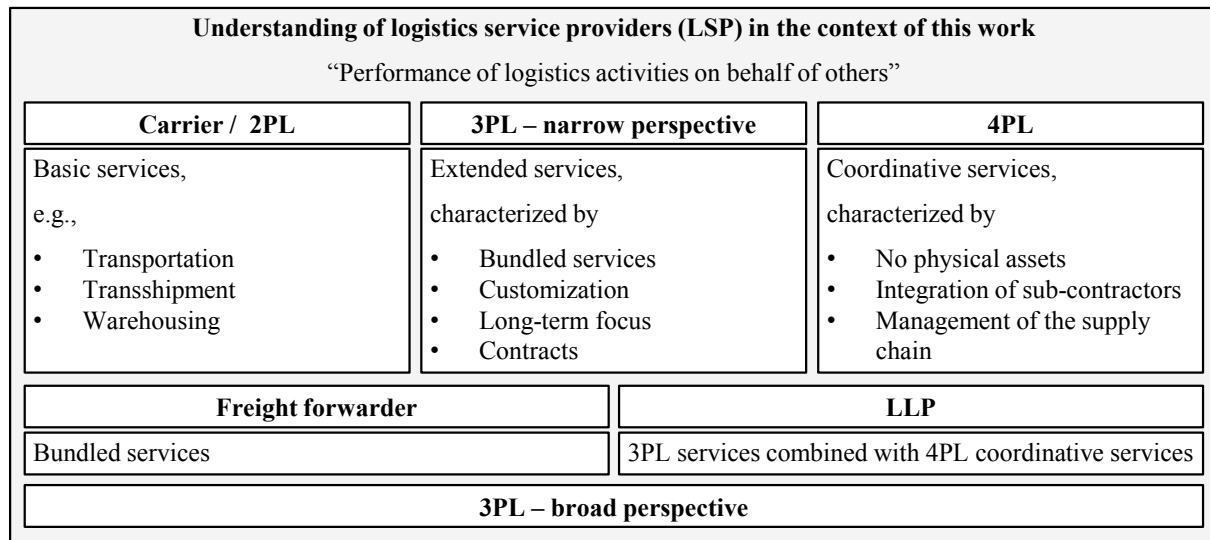 Understanding of logistics service providers (LSP) in the context of this work
“Performance of logistics activities on behalf of others”
Carrier / 2PL
Basic services,
e.g.,
• Transportation
• Transshipment
• Warehousing
3PL – narrow perspective
Extended services,
characterized by
• Bundled services
• Customization
• Long-term focus
• Contracts
4PL
Coordinative services,
characterized by
• No physical assets
• Integration of sub-contractors
• Management of the supply
chain
Freight forwarder
Bundled services
LLP
3PL services combined with 4PL coordinative services
3PL – broad perspective